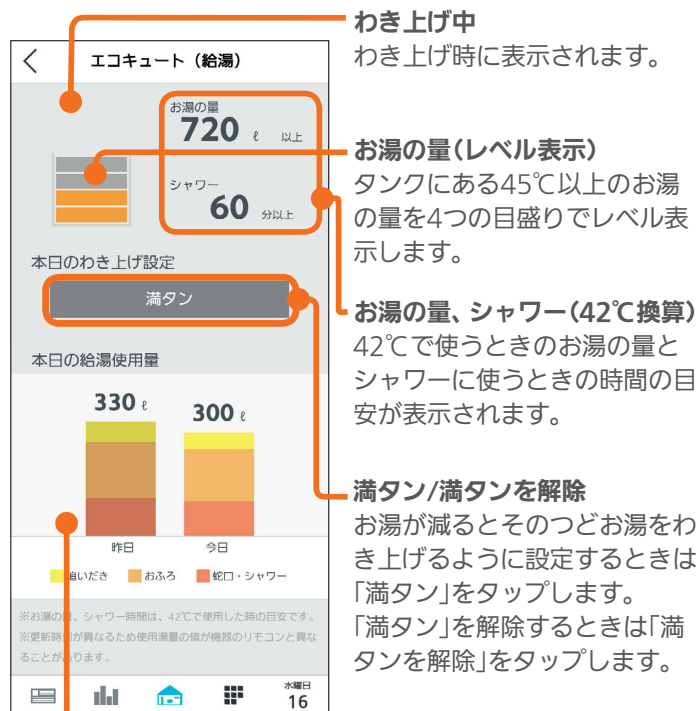 エコキュート（給湯）
お湯の量
720 ℓ 以上
シャワー
60 分以上
本日のわき上げ設定
満タン
本日の給湯使用量
330 ℓ
300 ℓ
昨日
今日
追いだき おふろ 蛇口・シャワー
※お湯の量、シャワー時間は、42℃で使用した時の目安です。
※更新時刻が異なるため使用湯量の値が機器のリモコンと異な
ることがあります。
水曜日
16
わき上げ中
わき上げ時に表示されます。
お湯の量（レベル表示）
タンクにある45℃以上のお湯
の量を4つの目盛りでレベル表
示します。
お湯の量、シャワー（42℃換算）
42℃で使うときのお湯の量と
シャワーに使うときの時間の目
安が表示されます。
満タン/満タンを解除
お湯が減るとそのつどお湯をわ
き上げるように設定するときは
「満タン」をタップします。
「満タン」を解除するときは「満
タンを解除」をタップします。